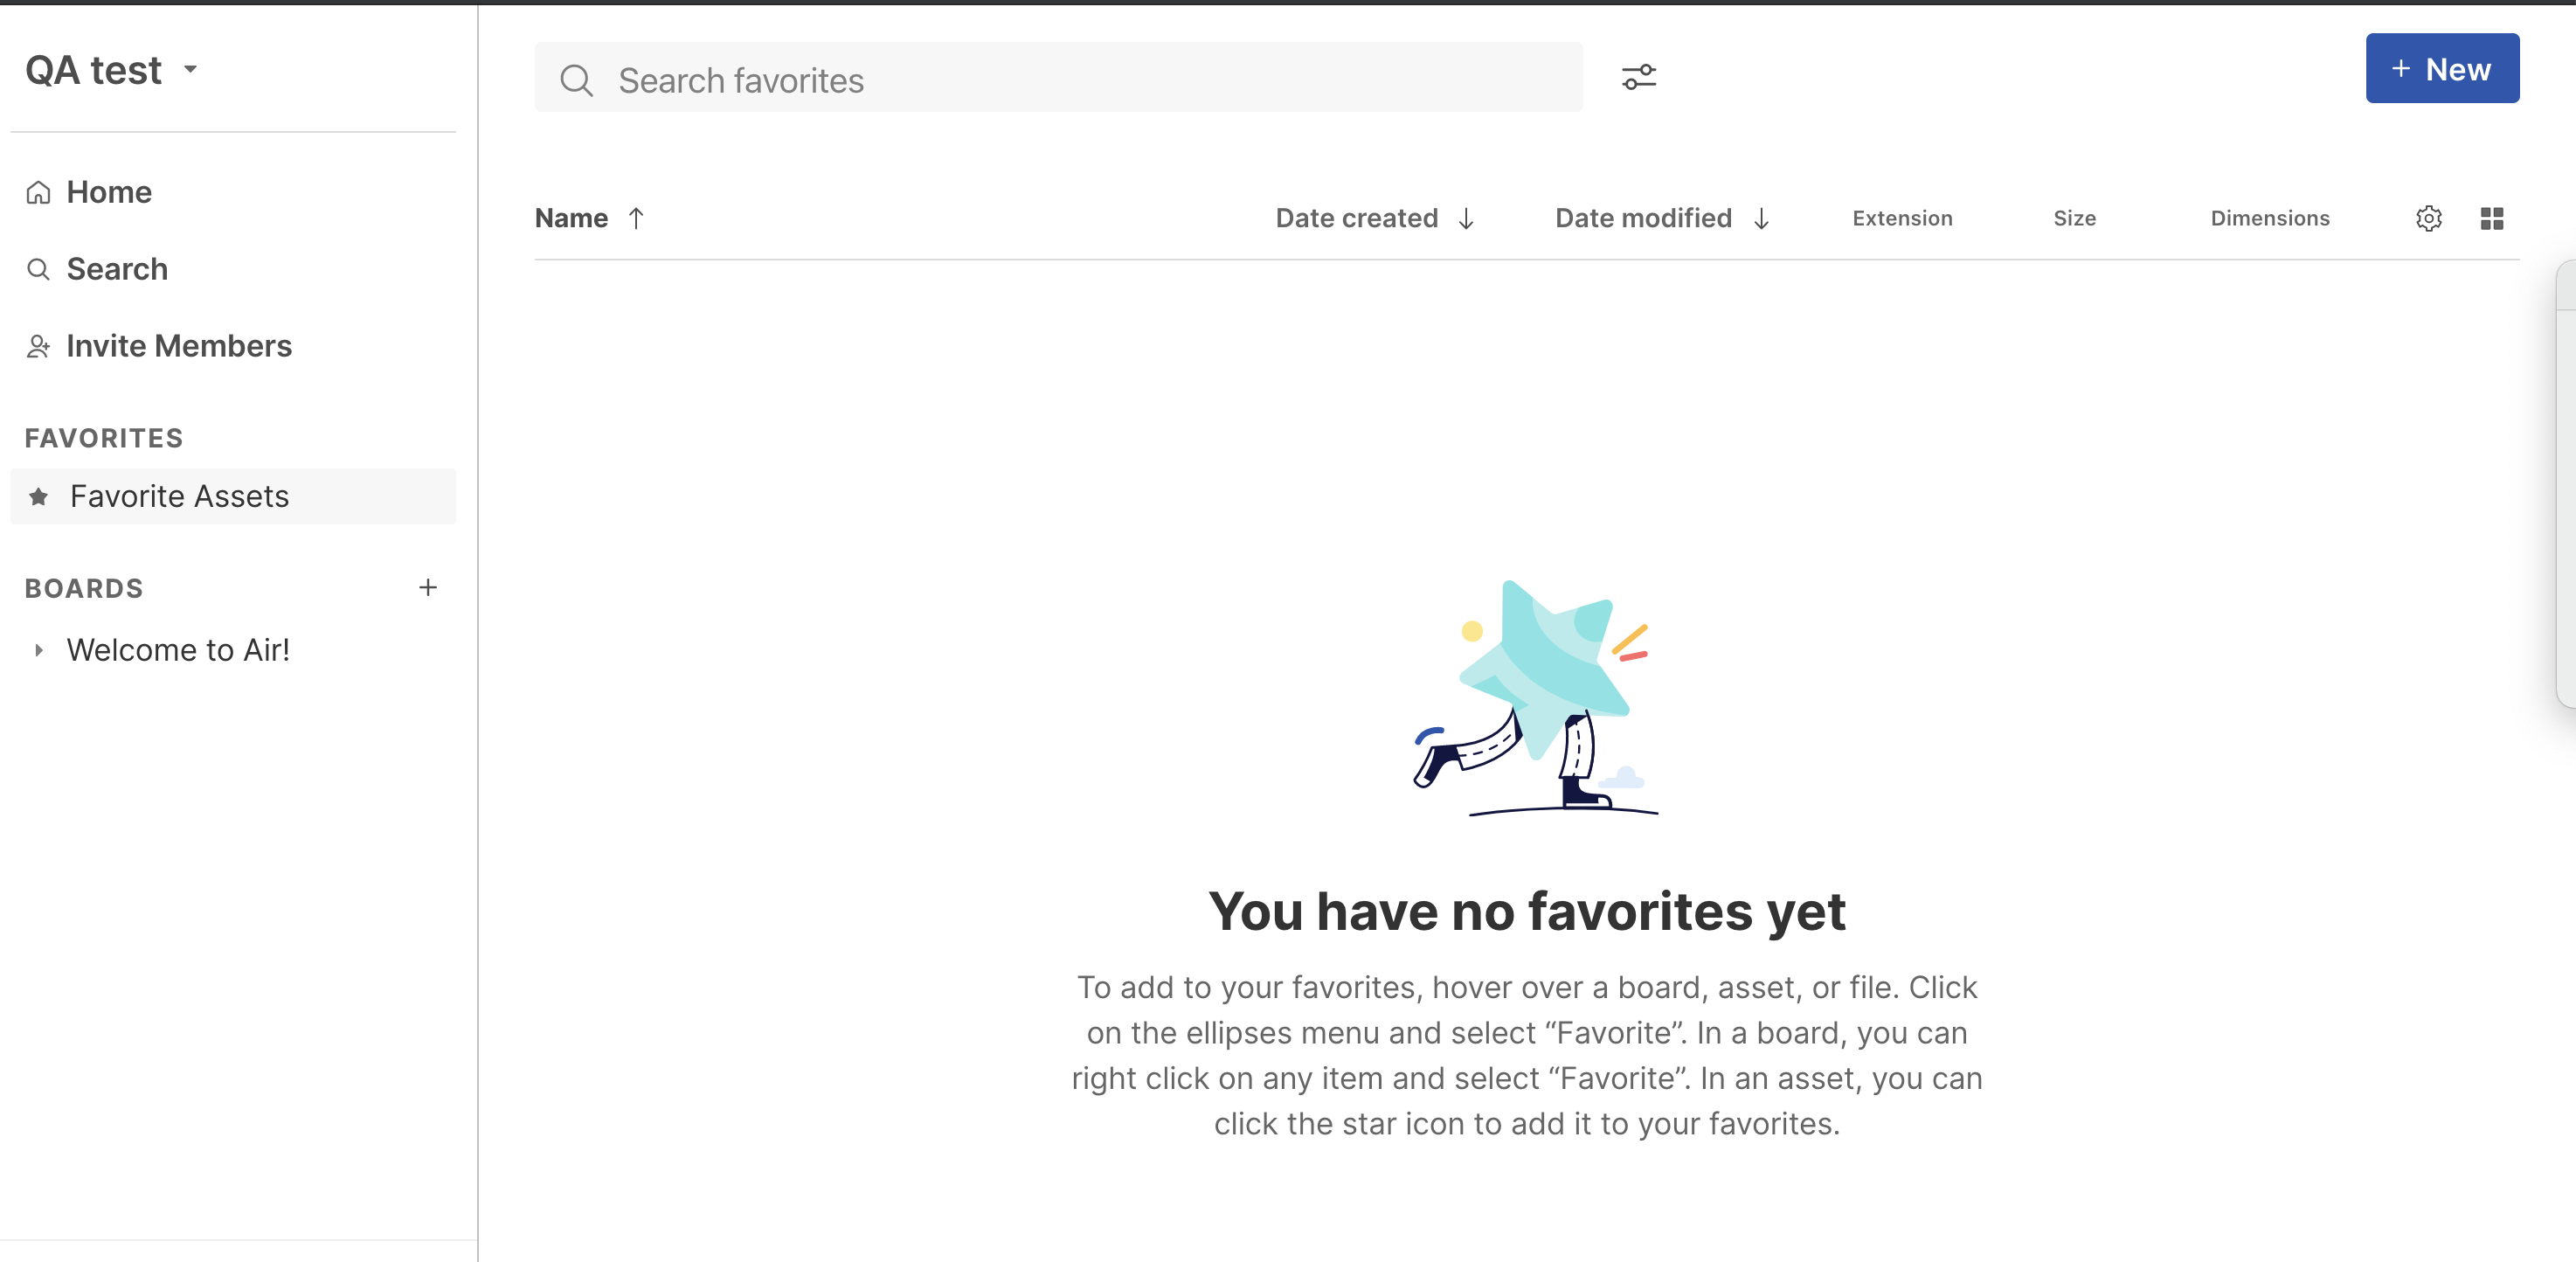 QA test
Search favorites
+ New
Home
Search
Invite Members
FAVORITES
Favorite Assets
BOARDS +
Welcome to Air!
Name ↑ Date created ↓ Date modified ↓ Extension Size Dimensions
You have no favorites yet
To add to your favorites, hover over a board, asset, or file. Click
on the ellipses menu and select “Favorite”. In a board, you can
right click on any item and select “Favorite”. In an asset, you can
click the star icon to add it to your favorites.